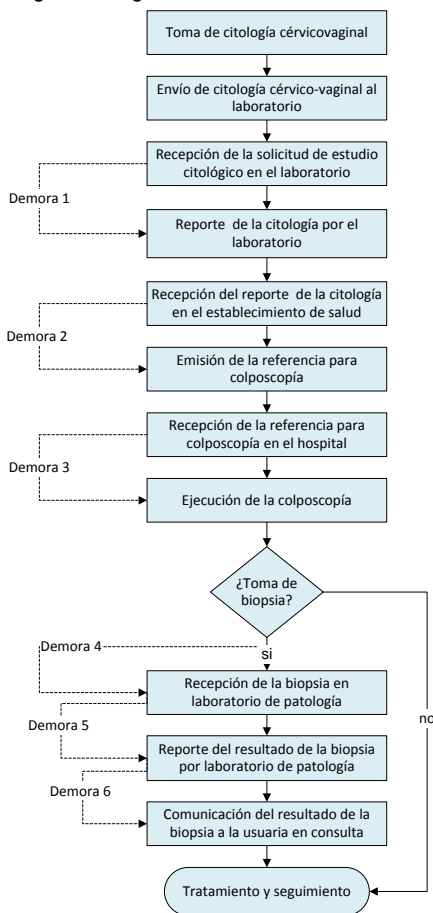 Toma de citología cérvicovaginal
Envío de citología cérvico-vaginal al
laboratorio
Recepción de la solicitud de estudio
citológico en el laboratorio
Demora 1
Reporte de la citología por el
laboratorio
Recepción del reporte de la citología
en el establecimiento de salud
Demora 2
Emisión de la referencia para
colposcopía
Recepción de la referencia para
colposcopía en el hospital
Demora 3
Ejecución de la colposcopía
¿Toma de
biopsia?
Demora 4
si
Recepción de la biopsia en
laboratorio de patología
no
Demora 5
Reporte del resultado de la biopsia
por laboratorio de patología
Demora 6
Comunicación del resultado de la
biopsia a la usuaria en consulta
Tratamiento y seguimiento